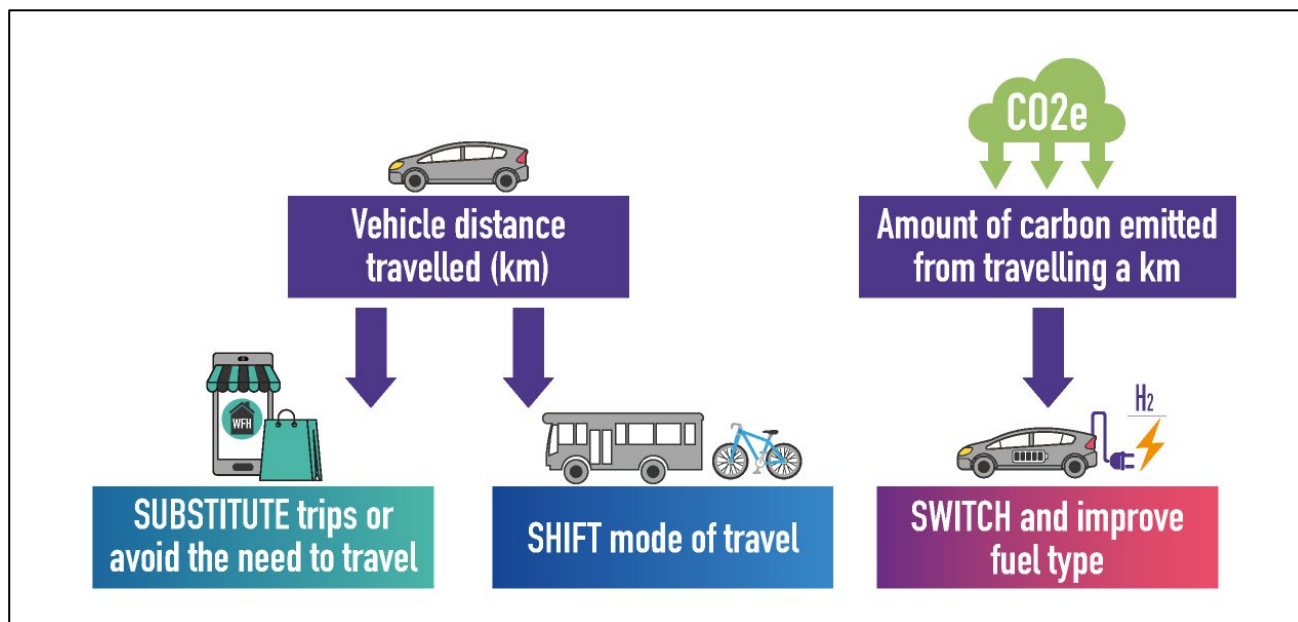 CO2e
Vehicle distance
travelled (km)
Amount of carbon emitted
from travelling a km
WFH
H2
SUBSTITUTE trips or
avoid the need to travel
SHIFT mode of travel
SWITCH and improve
fuel type